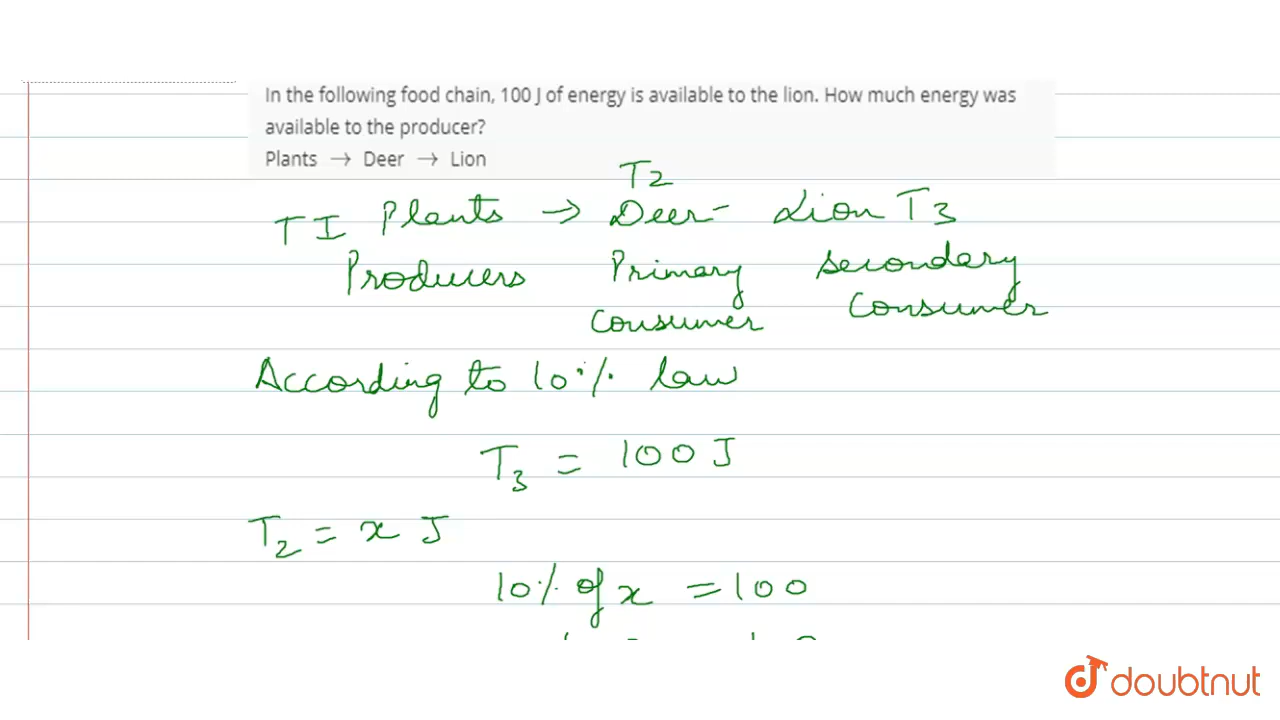 In the following food chain, 100 J of energy is available to the lion. How much energy was
available to the producer?
Plants → Deer → Lion
T2
TI Plants → Deer – Lion T3
Producers Primary Secondary
Consumer Consumer
According to 10% law
T3 = 100 J
T2 = x J
10% of x = 100
doubtnut